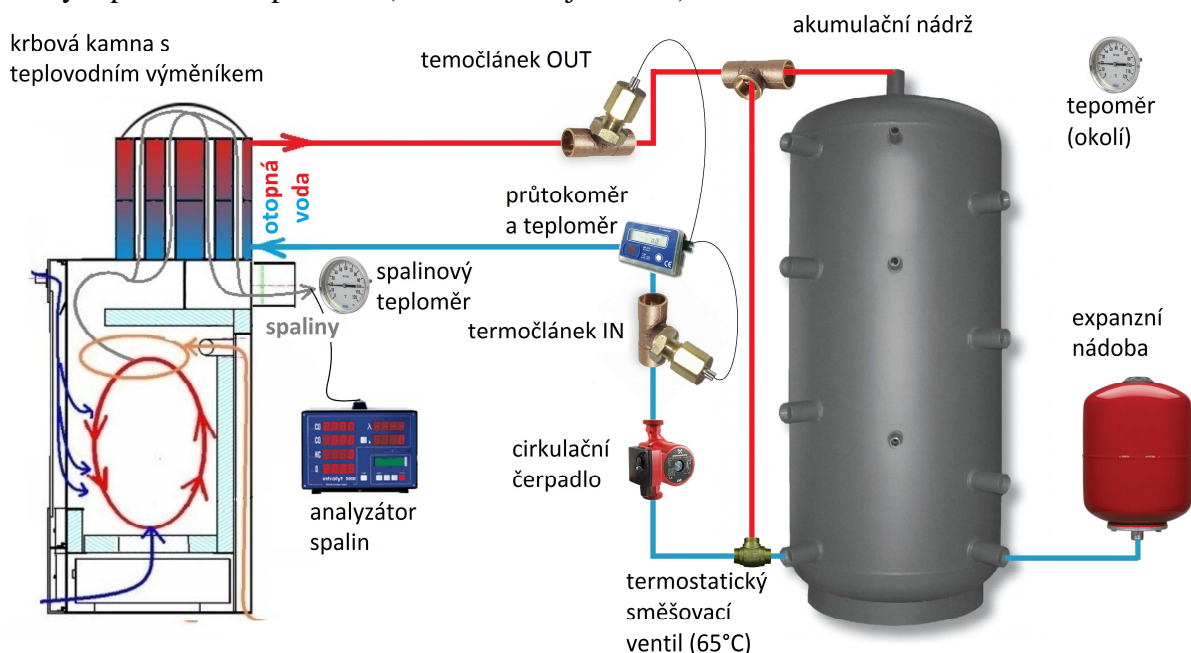 krbová kamna s
teplovodním výměníkem
temočlánek OUT
akumulační nádrž
tepoměr
(okolí)
otopná
voda
průtokoměr
a teploměr
spalinový
teploměr
spaliny
termočlánek IN
expanzní
nádoba
cirkulační
čerpadlo
analyzátor
spalin
termostatický
směšovací
ventil (65°C)